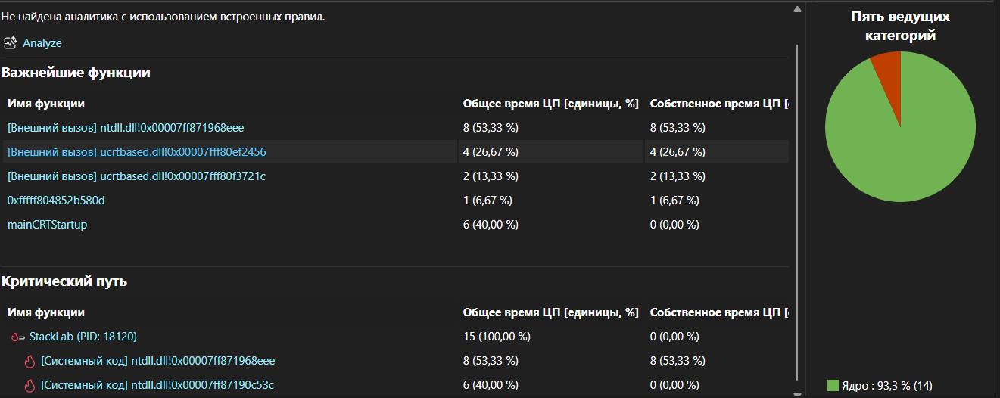 Не найдена аналитика с использованием встроенных правил.
Analyze
Важнейшие функции
Имя функции Общее время ЦП [единицы, %] Собственное время ЦП [
[Внешний вызов] ntdll.dll!0x00007ff871968eee 8 (53,33 %) 8 (53,33 %)
[Внешний вызов] ucrtbased.dll!0x00007fff80ef2456 4 (26,67 %) 4 (26,67 %)
[Внешний вызов] ucrtbased.dll!0x00007fff80f3721c 2 (13,33 %) 2 (13,33 %)
0xfffff804852b580d 1 (6,67 %) 1 (6,67 %)
mainCRTStartup 6 (40,00 %) 0 (0,00 %)
Критический путь
Имя функции Общее время ЦП [единицы, %] Собственное время ЦП [
StackLab (PID: 18120) 15 (100,00 %) 0 (0,00 %)
[Системный код] ntdll.dll!0x00007ff871968eee 8 (53,33 %) 8 (53,33 %)
[Системный код] ntdll.dll!0x00007ff87190c53c 6 (40,00 %) 0 (0,00 %)
Пять ведущих
категорий
Ядро : 93,3 % (14)